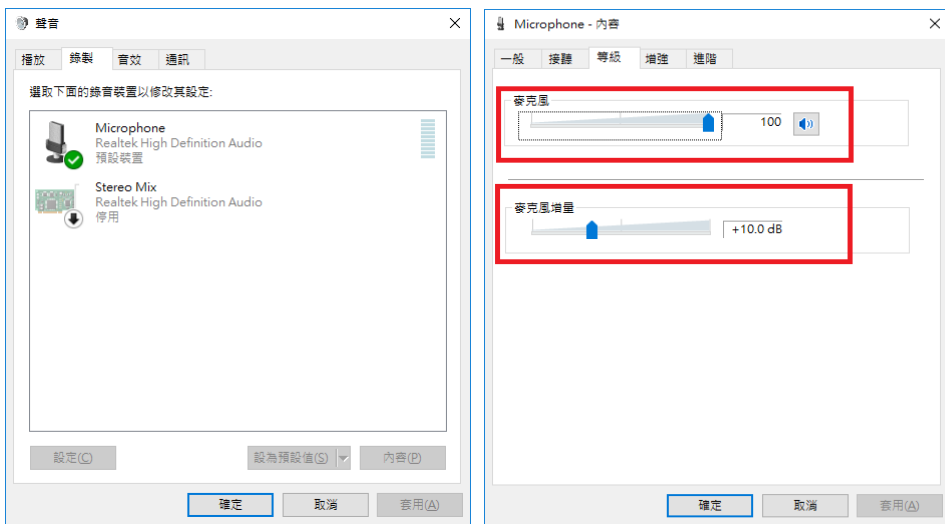 聲音
播放 錄製 音效 通訊
選取下面的錄音裝置以修改其設定:
Microphone
Realtek High Definition Audio
預設裝置
Stereo Mix
Realtek High Definition Audio
停用
設定(C) 設為預設值(S) 內容(P)
確定 取消 套用(A)
Microphone - 內容
一般 接聽 等級 增強 進階
麥克風
100
麥克風增量
+10.0 dB
確定 取消 套用(A)